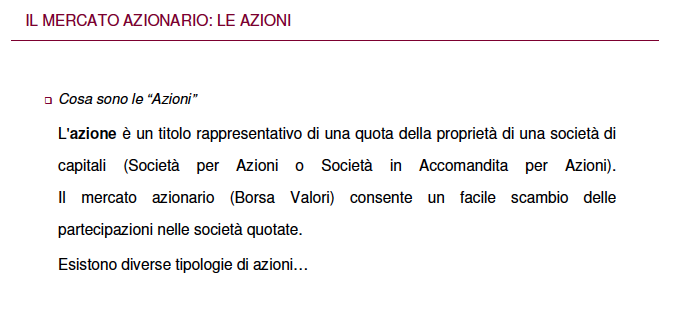 IL MERCATO AZIONARIO: LE AZIONI
Cosa sono le “Azioni”
L'azione è un titolo rappresentativo di una quota della proprietà di una società di
capitali (Società per Azioni o Società in Accomandita per Azioni).
Il mercato azionario (Borsa Valori) consente un facile scambio delle
partecipazioni nelle società quotate.
Esistono diverse tipologie di azioni…